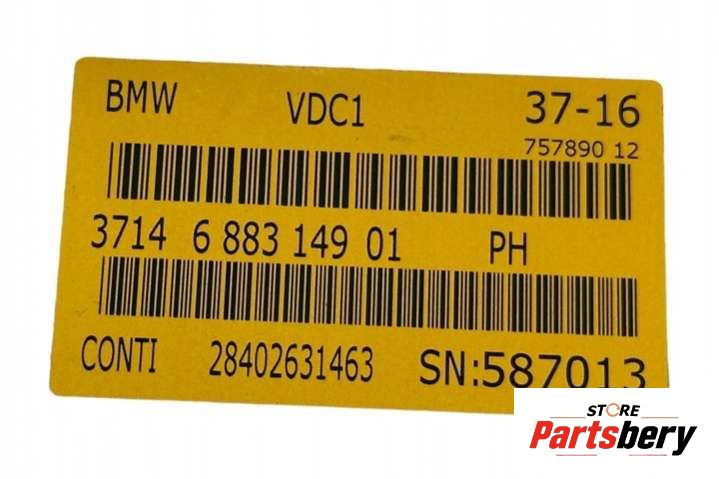 BMW VDC1 37-16
757890 12
3714 6 883 149 01 PH
CONTI 28402631463 SN:587013
STORE
Partsbery